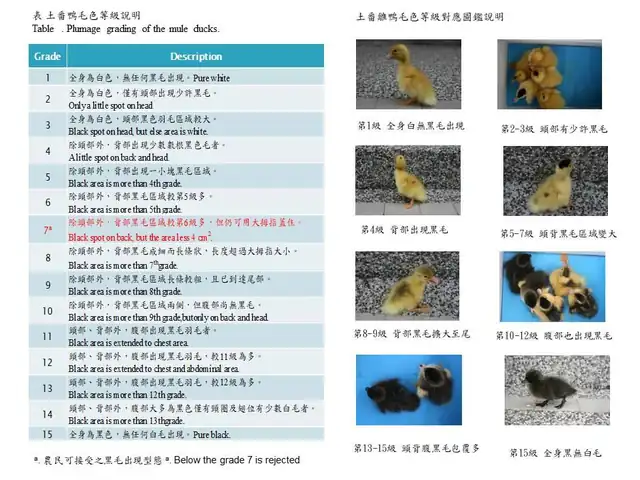 表 土番鴨毛色等級說明
Table . Plumage grading of the mule ducks.
Grade Description
1 全身為白色，無任何黑毛出現。Pure white
2 全身為白色，僅有頭部出現少許黑毛。
Only a little spot on head
3 全身為白色，頭部黑色羽毛區域較大。
Black spot on head, but else area is white.
4 除頭部外，背部出現少數數根黑色毛者。
A little spot on back and head.
5 除頭部外，背部出現一小塊黑毛區域。
Black area is more than 4th grade.
6 除頭部外，背部黑毛區域較第5級多。
Black area is more than 5th grade.
7ª 除頭部外，背部黑毛區域較第6級多，但仍可用大拇指蓋住。
Black spot on back, but the area less 4 cm².
8 除頭部外，背部黑毛或細而長條狀，長度超過大拇指大小。
Black area is more than 7th grade.
9 除頭部外，背部黑毛區域長條較粗，且已到達尾部。
Black area is more than 8th grade.
10 除頭部外，背部黑毛區域兩側，但腹部尚無黑毛。
Black area is more than 9th grade, but only on back and head.
11 頭部、背部外，腹部出現黑毛羽毛者。
Black area is extended to chest area.
12 頭部、背部外，腹部出現黑毛羽毛，較11級為多。
Black area is extended to chest and abdominal area.
13 頭部、背部外，腹部出現黑毛羽毛，較12級為多。
Black area is more than 12th grade.
14 頭部、背部外，腹部大多為黑色僅有頸圈及翅位有少數白毛者。
Black area is more than 13th grade.
15 全身為黑色，無任何白毛出現。Pure black.
ª. 農民可接受之黑毛出現型態 ª. Below the grade 7 is rejected
土番雛鴨毛色等級對應圖鑑說明
第1級 全身白無黑毛出現
第2-3級 頭部有少許黑毛
第4級 背部出現黑毛
第5-7級 頭背黑毛區域變大
第8-9級 背部黑毛擴大至尾
第10-12級 腹部也出現黑毛
第13-15級 頭背腹黑毛包覆多
第15級 全身黑無白毛